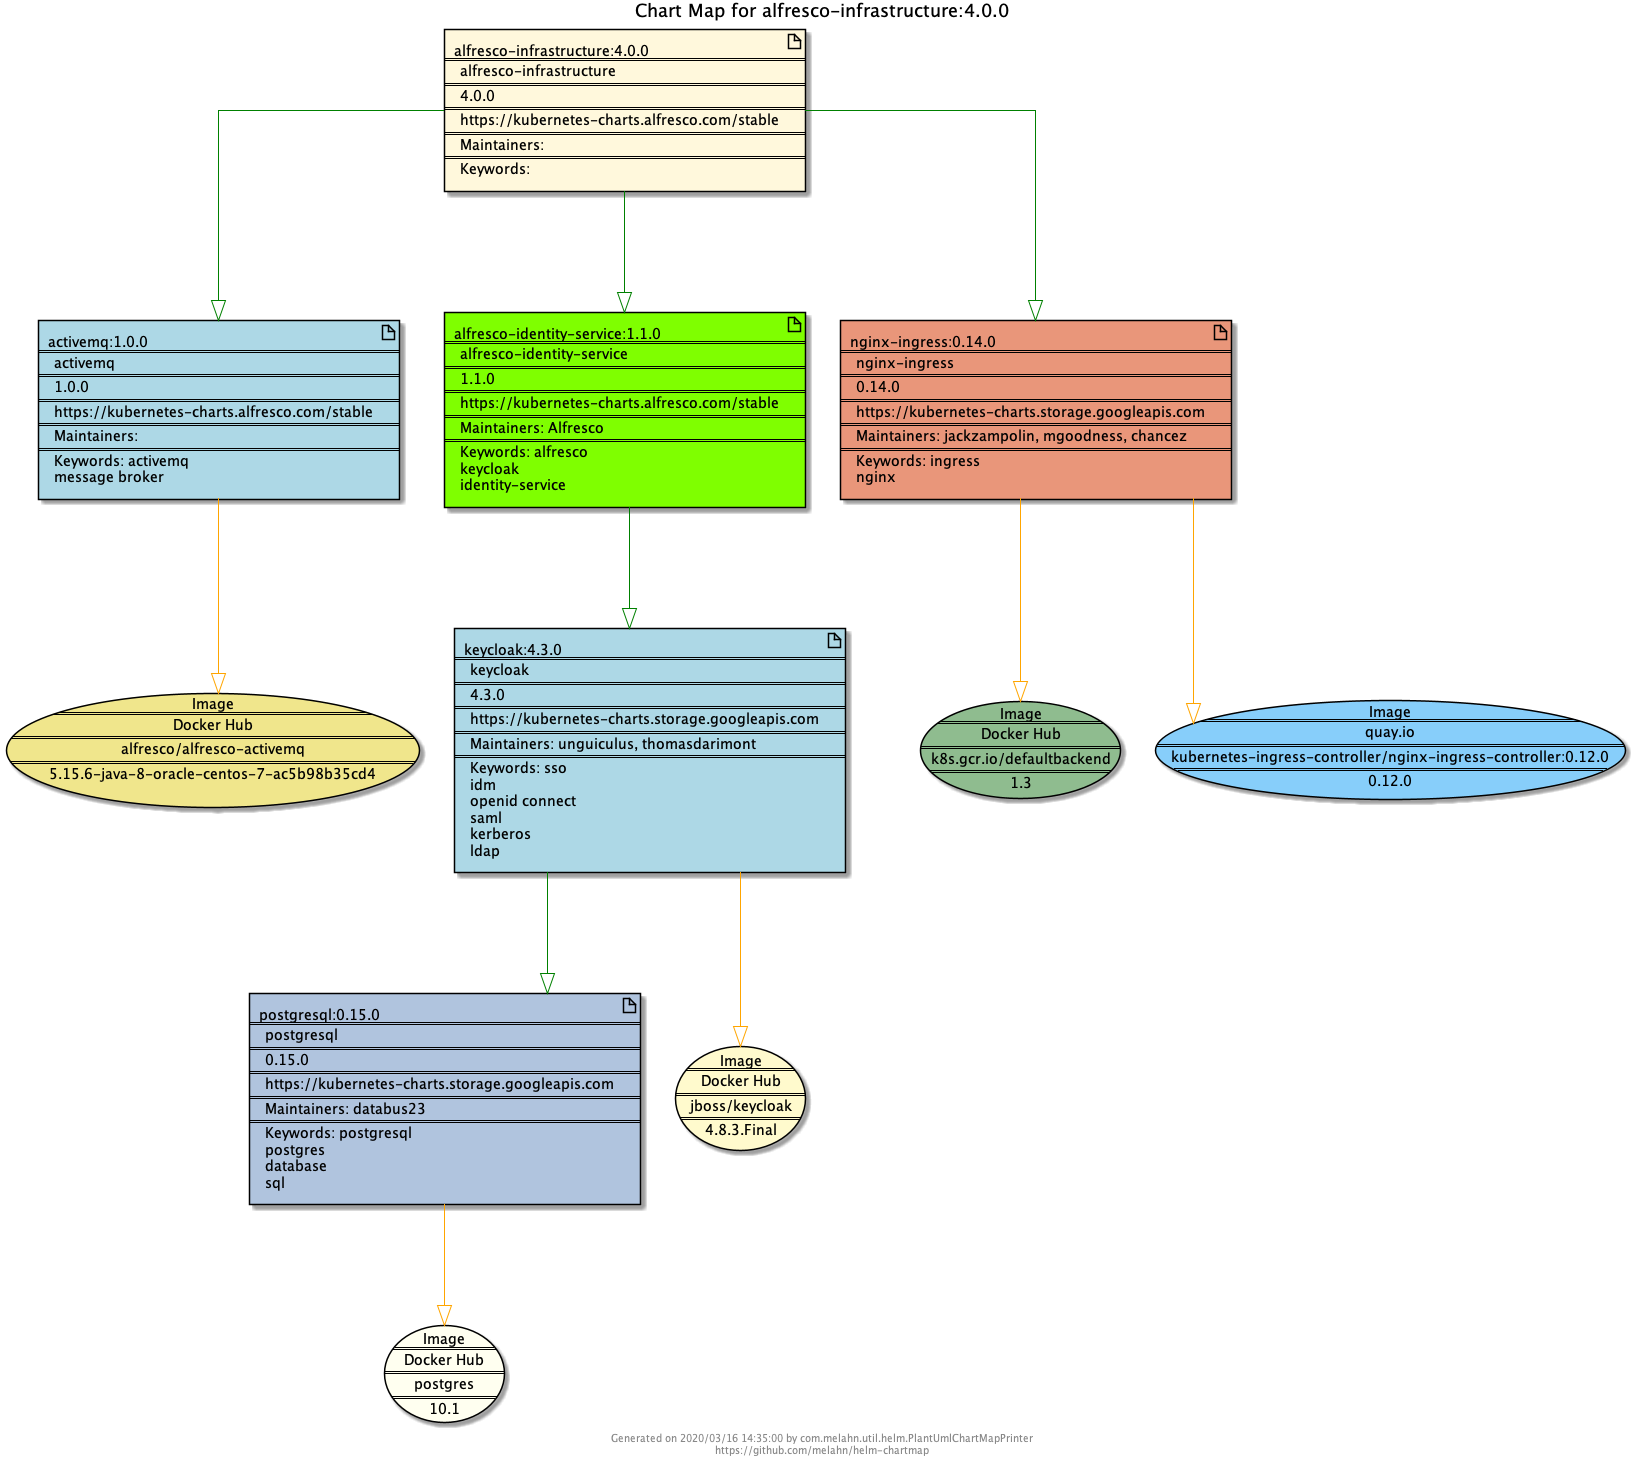 Chart Map for alfresco-infrastructure:4.0.0
alfresco-infrastructure:4.0.0
alfresco-infrastructure
4.0.0
https://kubernetes-charts.alfresco.com/stable
Maintainers:
Keywords:
activemq:1.0.0
activemq
1.0.0
https://kubernetes-charts.alfresco.com/stable
Maintainers:
Keywords: activemq
message broker
alfresco-identity-service:1.1.0
alfresco-identity-service
1.1.0
https://kubernetes-charts.alfresco.com/stable
Maintainers: Alfresco
Keywords: alfresco
keycloak
identity-service
nginx-ingress:0.14.0
nginx-ingress
0.14.0
https://kubernetes-charts.storage.googleapis.com
Maintainers: jackzampolin, mgoodness, chancez
Keywords: ingress
nginx
Image
Docker Hub
alfresco/alfresco-activemq
5.15.6-java-8-oracle-centos-7-ac5b98b35cd4
keycloak:4.3.0
keycloak
4.3.0
https://kubernetes-charts.storage.googleapis.com
Maintainers: unguiculus, thomasdarimont
Keywords: sso
idm
openid connect
saml
kerberos
ldap
Image
Docker Hub
k8s.gcr.io/defaultbackend
1.3
Image
quay.io
kubernetes-ingress-controller/nginx-ingress-controller:0.12.0
0.12.0
postgresql:0.15.0
postgresql
0.15.0
https://kubernetes-charts.storage.googleapis.com
Maintainers: databus23
Keywords: postgresql
postgres
database
sql
Image
Docker Hub
jboss/keycloak
4.8.3.Final
Image
Docker Hub
postgres
10.1
Generated on 2020/03/16 14:35:00 by com.melahn.util.helm.PlantUmlChartMapPrinter
https://github.com/melahn/helm-chartmap